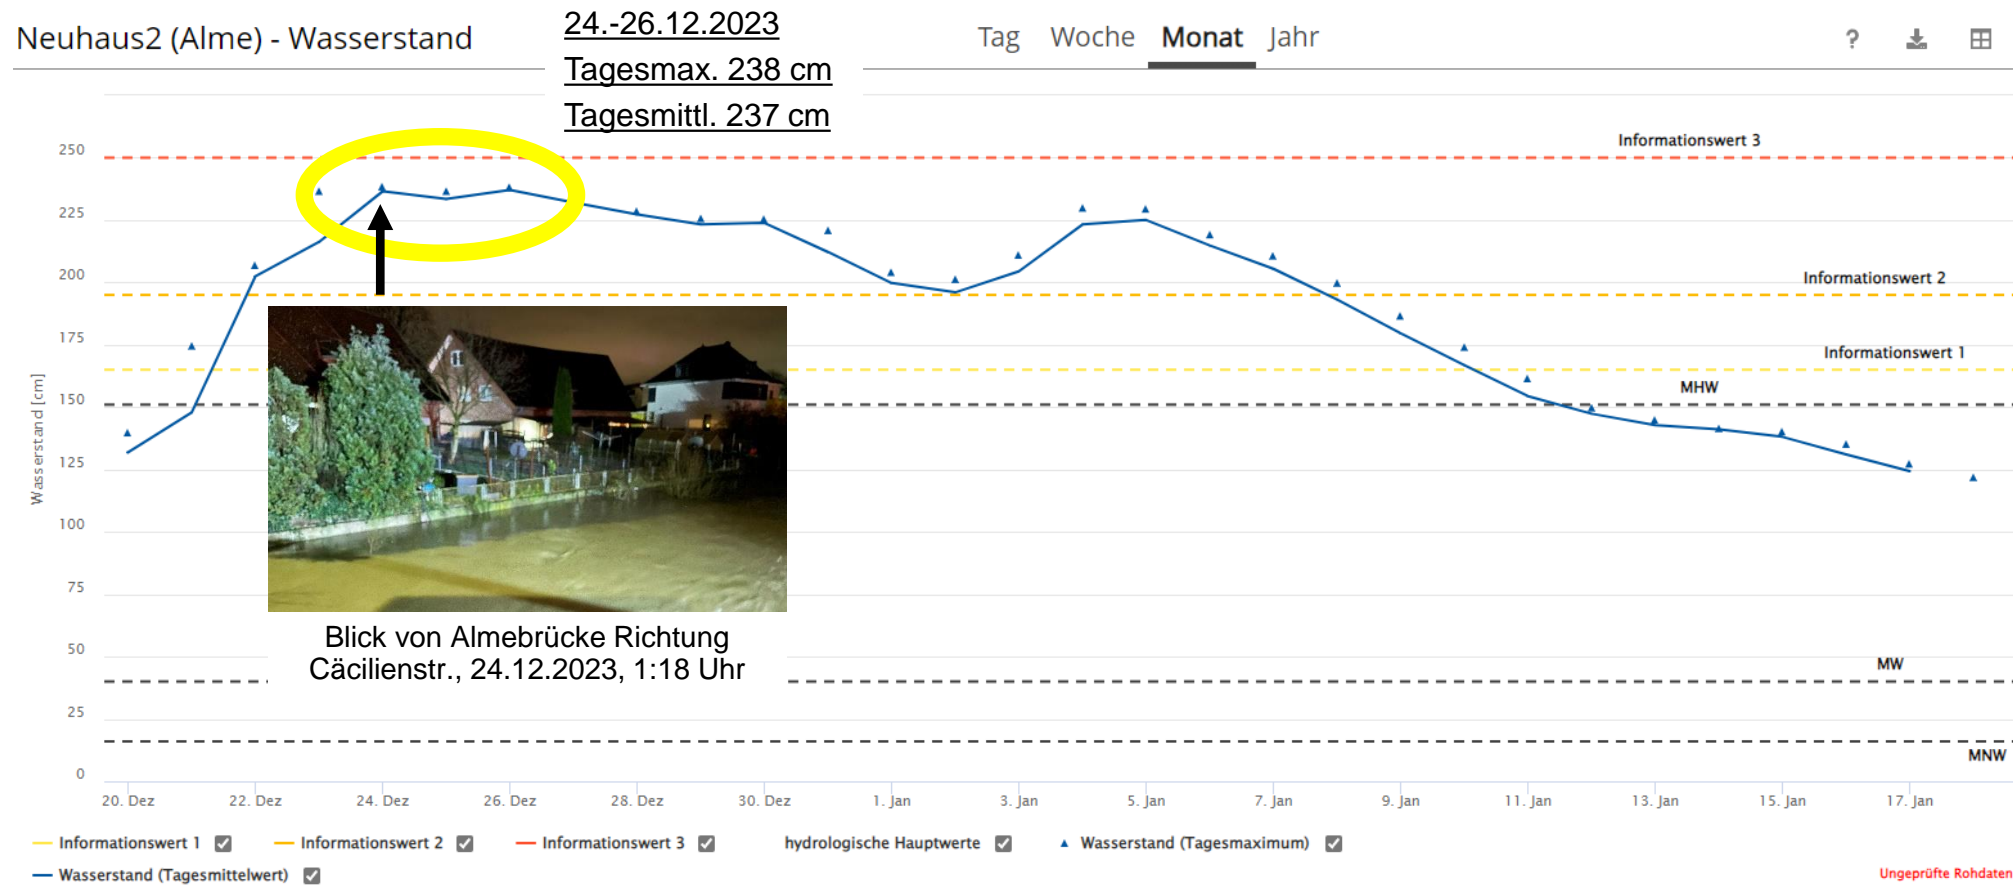 Neuhaus2 (Alme) - Wasserstand
24.-26.12.2023
Tagesmax. 238 cm
Tagesmittl. 237 cm
Tag Woche Monat Jahr
?
Informationswert 3
Informationswert 2
Informationswert 1
MHW
MW
MNW
Wasserstand [cm]
250
225
200
175
150
125
100
75
50
25
0
Blick von Almebrücke Richtung
Cäcilienstr., 24.12.2023, 1:18 Uhr
20. Dez 22. Dez 24. Dez 26. Dez 28. Dez 30. Dez 1. Jan 3. Jan 5. Jan 7. Jan 9. Jan 11. Jan 13. Jan 15. Jan 17. Jan
Informationswert 1 Informationswert 2 Informationswert 3 hydrologische Hauptwerte Wasserstand (Tagesmaximum)
Wasserstand (Tagesmittelwert)
Ungeprüfte Rohdaten